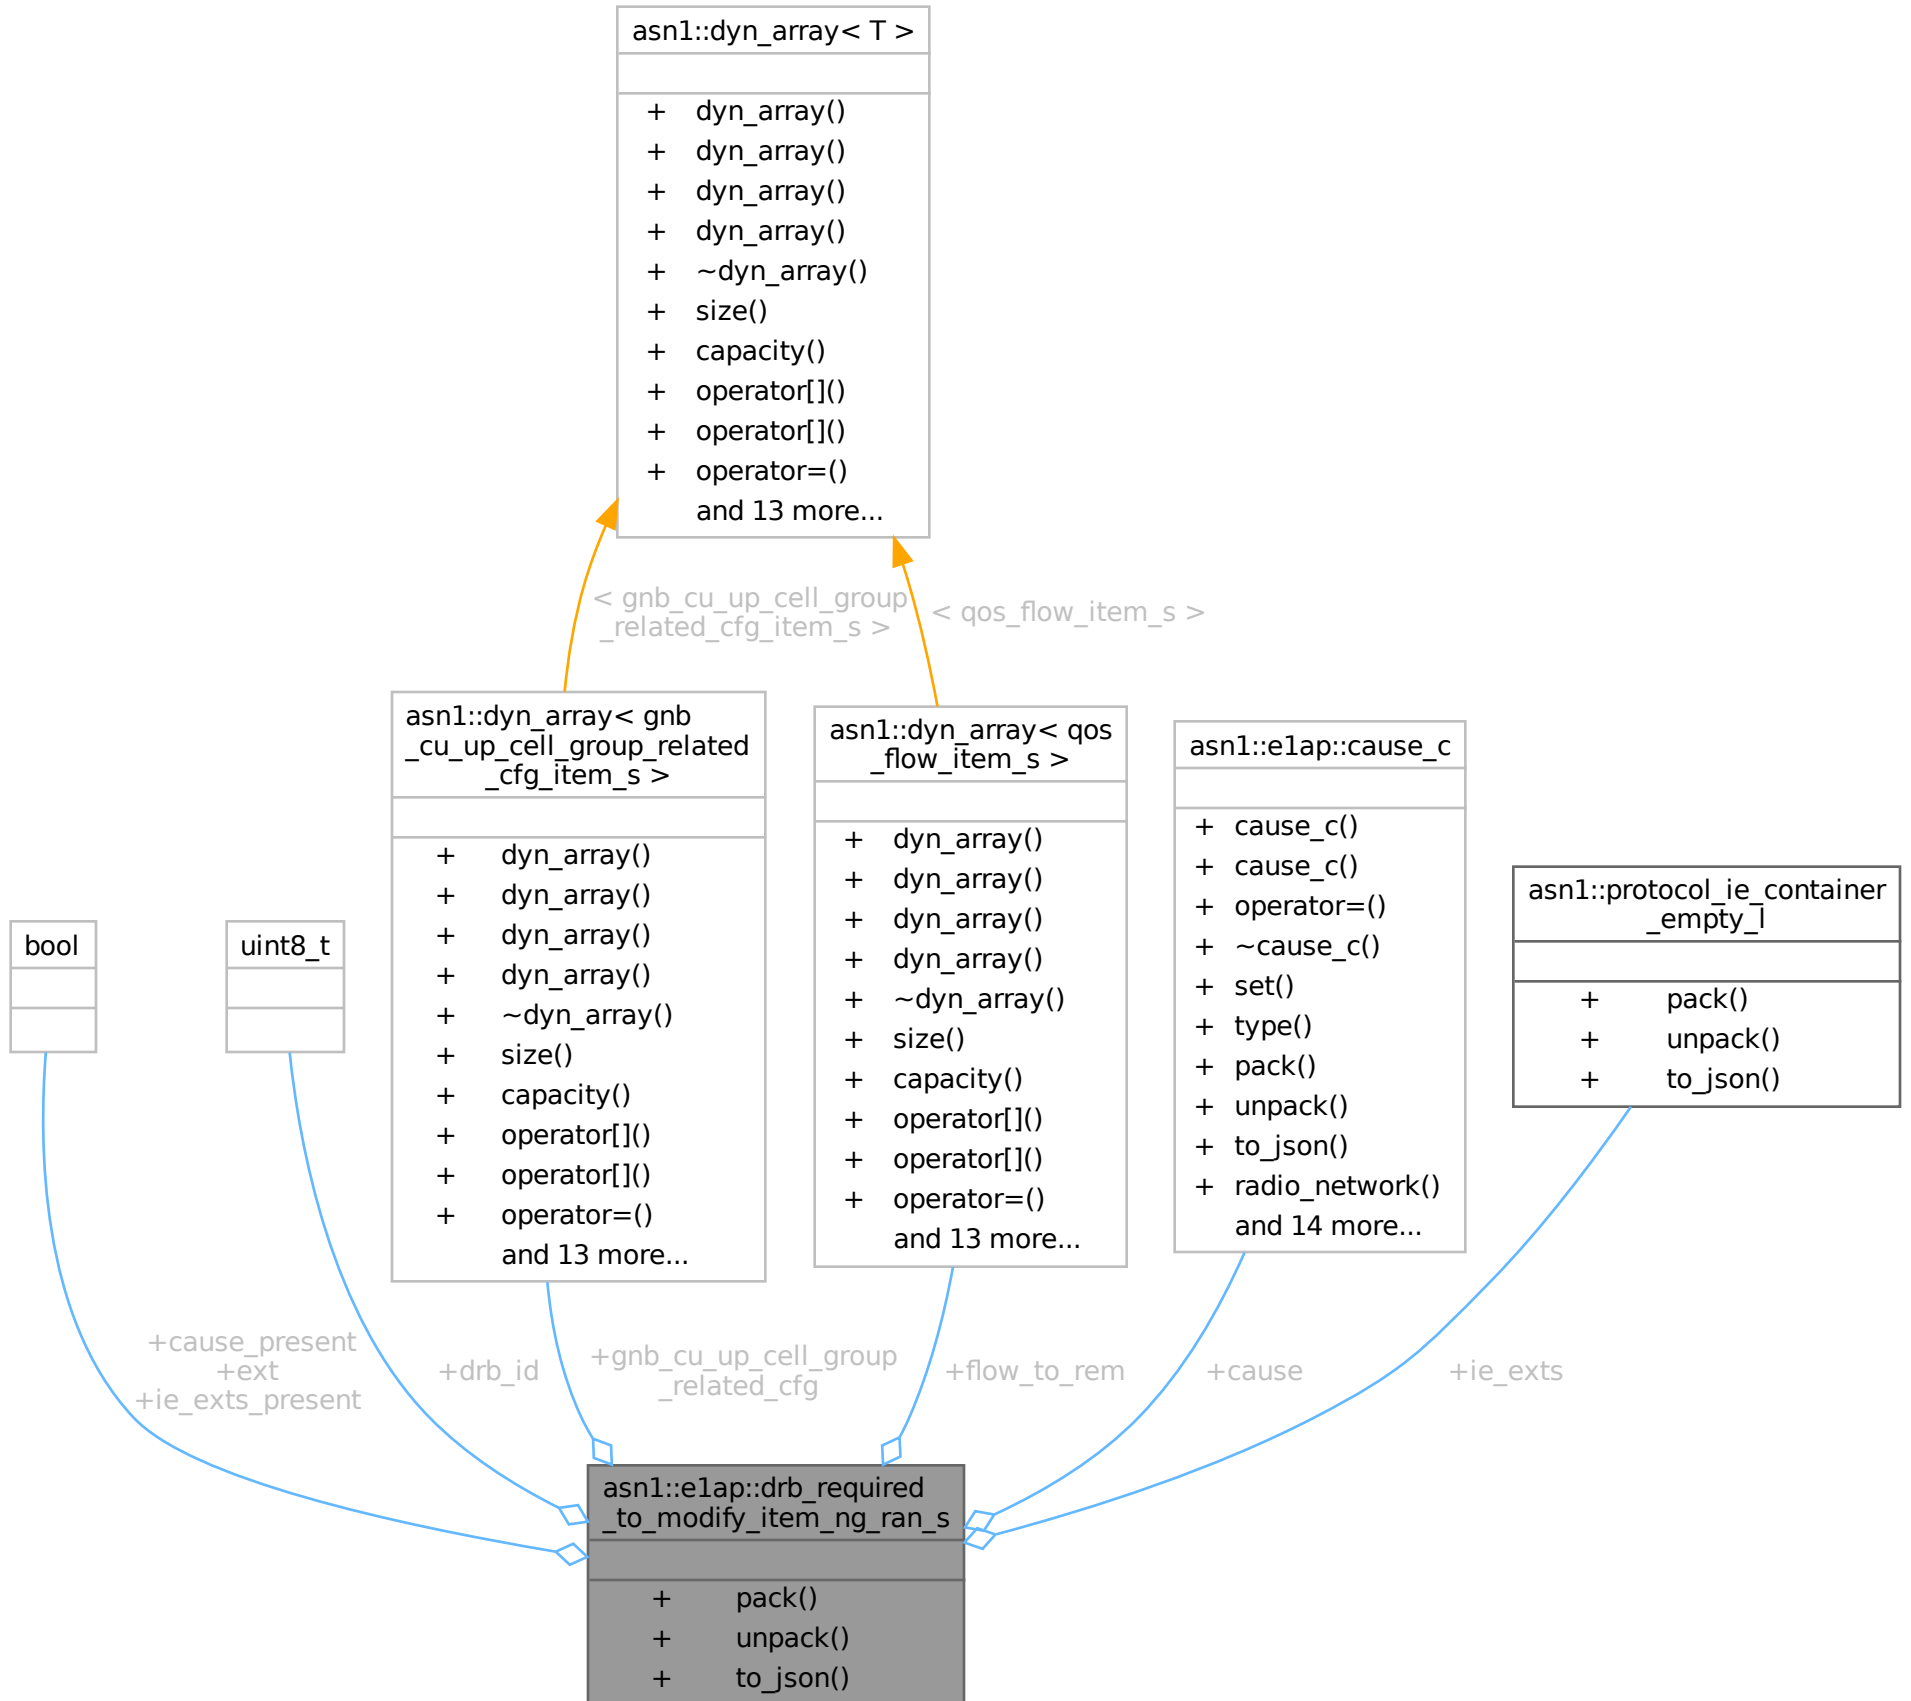 asn1::dyn_array< T >
+ dyn_array()
+ dyn_array()
+ dyn_array()
+ dyn_array()
+ ~dyn_array()
+ size()
+ capacity()
+ operator[]()
+ operator[]()
+ operator=()
and 13 more...
< gnb_cu_up_cell_group
_related_cfg_item_s >
< qos_flow_item_s >
bool
uint8_t
asn1::dyn_array< gnb
_cu_up_cell_group_related
_cfg_item_s >
+ dyn_array()
+ dyn_array()
+ dyn_array()
+ dyn_array()
+ ~dyn_array()
+ size()
+ capacity()
+ operator[]()
+ operator[]()
+ operator=()
and 13 more...
asn1::dyn_array< qos
_flow_item_s >
+ dyn_array()
+ dyn_array()
+ dyn_array()
+ dyn_array()
+ ~dyn_array()
+ size()
+ capacity()
+ operator[]()
+ operator[]()
+ operator=()
and 13 more...
asn1::e1ap::cause_c
+ cause_c()
+ cause_c()
+ operator=()
+ ~cause_c()
+ set()
+ type()
+ pack()
+ unpack()
+ to_json()
+ radio_network()
and 14 more...
asn1::protocol_ie_container
_empty_l
+ pack()
+ unpack()
+ to_json()
+cause_present
+ext
+ie_exts_present
+drb_id
+gnb_cu_up_cell_group
_related_cfg
+flow_to_rem
+cause
+ie_exts
asn1::e1ap::drb_required
_to_modify_item_ng_ran_s
+ pack()
+ unpack()
+ to_json()